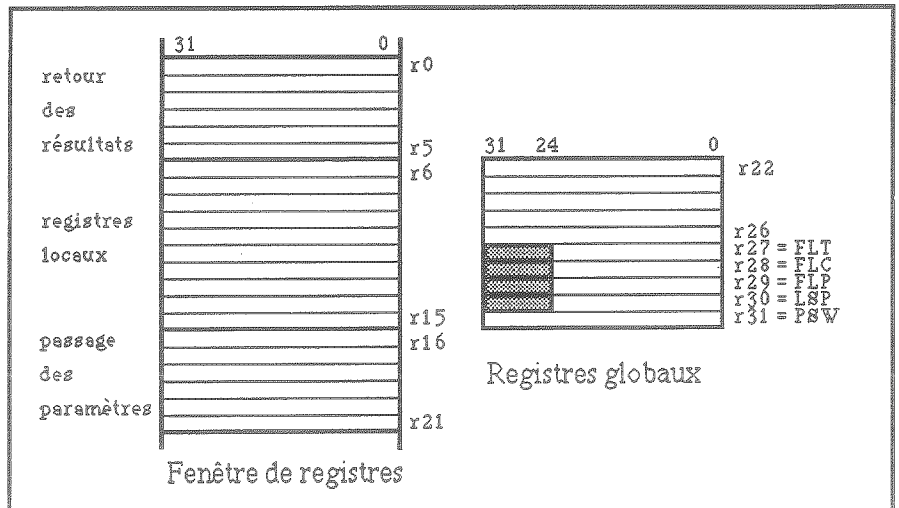 31 0
r0
retour
des
résultats
r5
r6
registres
locaux
r15
passage
r16
des
paramètres
r21
Fenêtre de registres
31 24 0
r22
r26
r27 = FLT
r28 = FLC
r29 = FLP
r30 = LSP
r31 = PSW
Registres globaux